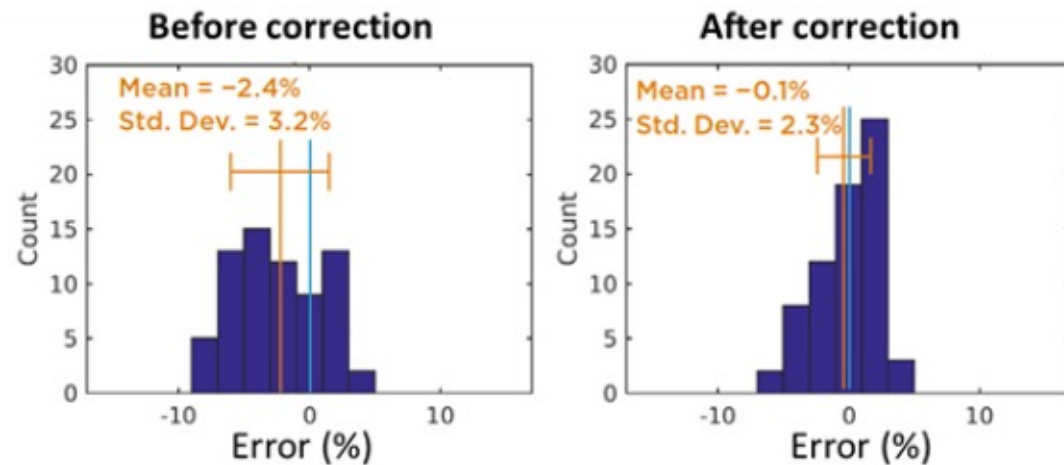 Before correction
30
25
20
15
10
5
0
Count
Mean = −2.4%
Std. Dev. = 3.2%
-10 0 10
Error (%)
After correction
30
25
20
15
10
5
0
Count
Mean = −0.1%
Std. Dev. = 2.3%
-10 0 10
Error (%)